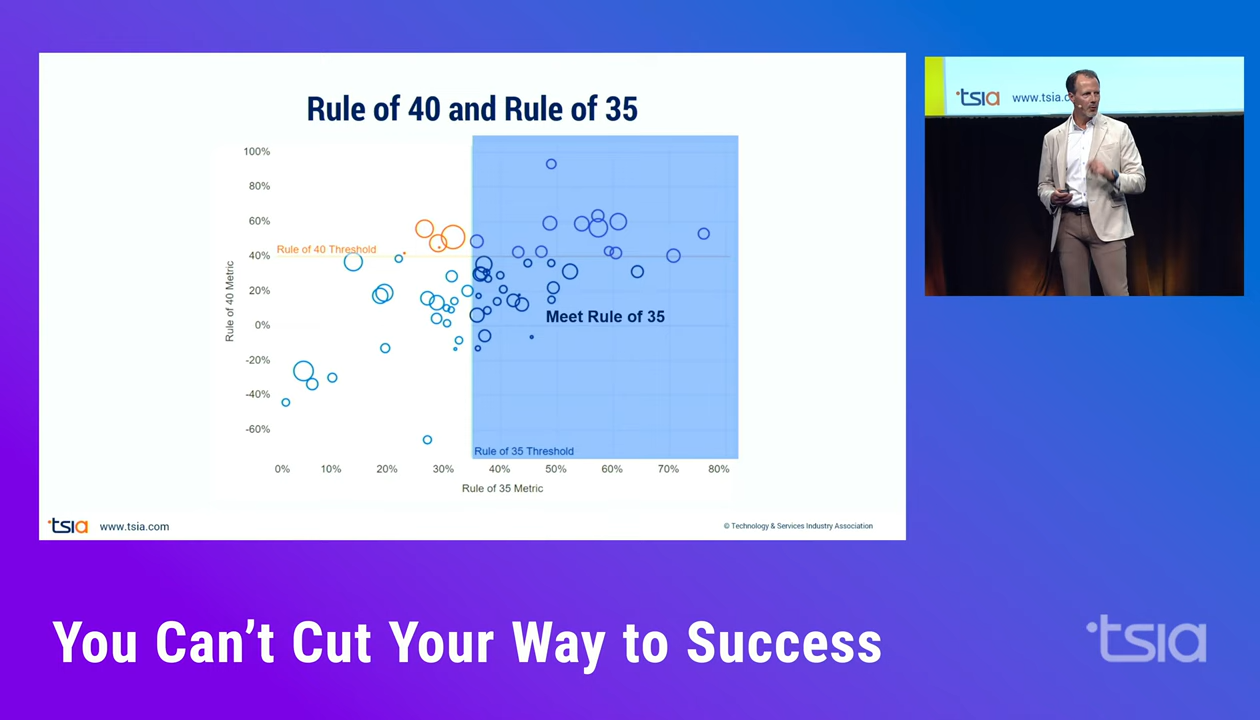 Rule of 40 and Rule of 35
100%
80%
60%
Rule of 40 Threshold
40%
20%
0%
-20%
-40%
-60%
Rule of 40 Metric
Meet Rule of 35
Rule of 35 Threshold
0% 10% 20% 30% 40% 50% 60% 70% 80%
Rule of 35 Metric
tsia www.tsia.com
© Technology & Services Industry Association
tsia www.tsia.c
You Can't Cut Your Way to Success
tsia